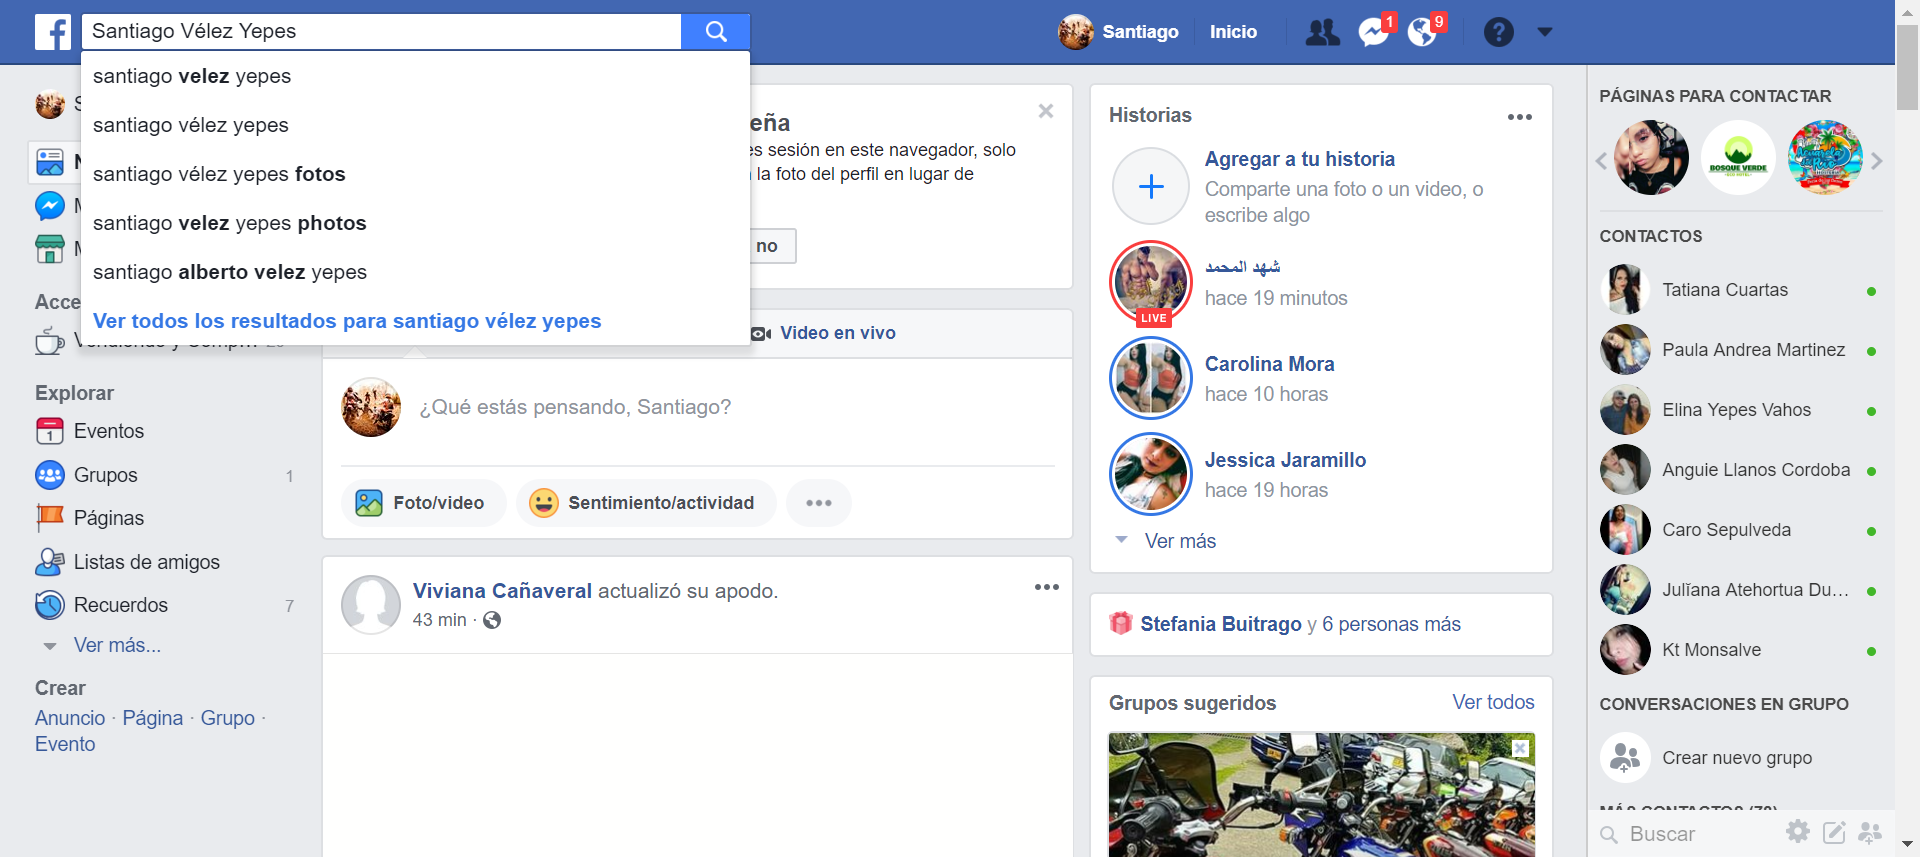 Santiago Vélez Yepes
Santiago
Inicio
1
9
santiago velez yepes
santiago vélez yepes
santiago vélez yepes fotos
santiago velez yepes photos
santiago alberto velez yepes
Ver todos los resultados para santiago vélez yepes
Acce
Explorar
Eventos
Grupos 1
Páginas
Listas de amigos
Recuerdos 7
Ver más...
Crear
Anuncio · Página · Grupo ·
Evento
eña
es sesión en este navegador, solo
la foto del perfil en lugar de
no
Video en vivo
¿Qué estás pensando, Santiago?
Foto/video
Sentimiento/actividad
Viviana Cañaveral actualizó su apodo.
43 min ·
Historias
Agregar a tu historia
Comparte una foto o un video, o
escribe algo
شهد المحمد
hace 19 minutos
LIVE
Carolina Mora
hace 10 horas
Jessica Jaramillo
hace 19 horas
Ver más
Stefania Buitrago y 6 personas más
Grupos sugeridos
Ver todos
PÁGINAS PARA CONTACTAR
BOSQUE VERDE
CONTACTOS
Tatiana Cuartas
Paula Andrea Martinez
Elina Yepes Vahos
Anguie Llanos Cordoba
Caro Sepulveda
Juliana Atehortua Du...
Kt Monsalve
CONVERSACIONES EN GRUPO
Crear nuevo grupo
Buscar